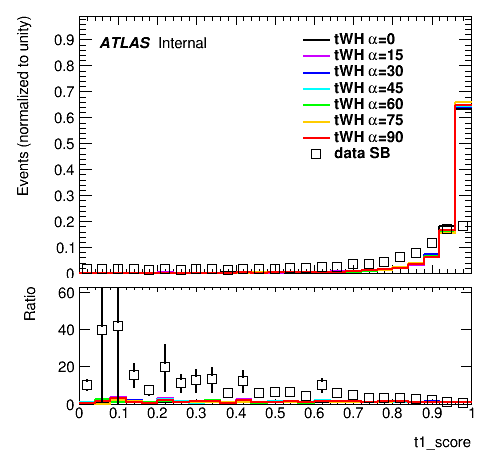 ATLAS Internal
tWH α=0
tWH α=15
tWH α=30
tWH α=45
tWH α=60
tWH α=75
tWH α=90
data SB
Events (normalized to unity)
0.9
0.8
0.7
0.6
0.5
0.4
0.3
0.2
0.1
0
Ratio
60
40
20
0
0 0.1 0.2 0.3 0.4 0.5 0.6 0.7 0.8 0.9 1
t1_score